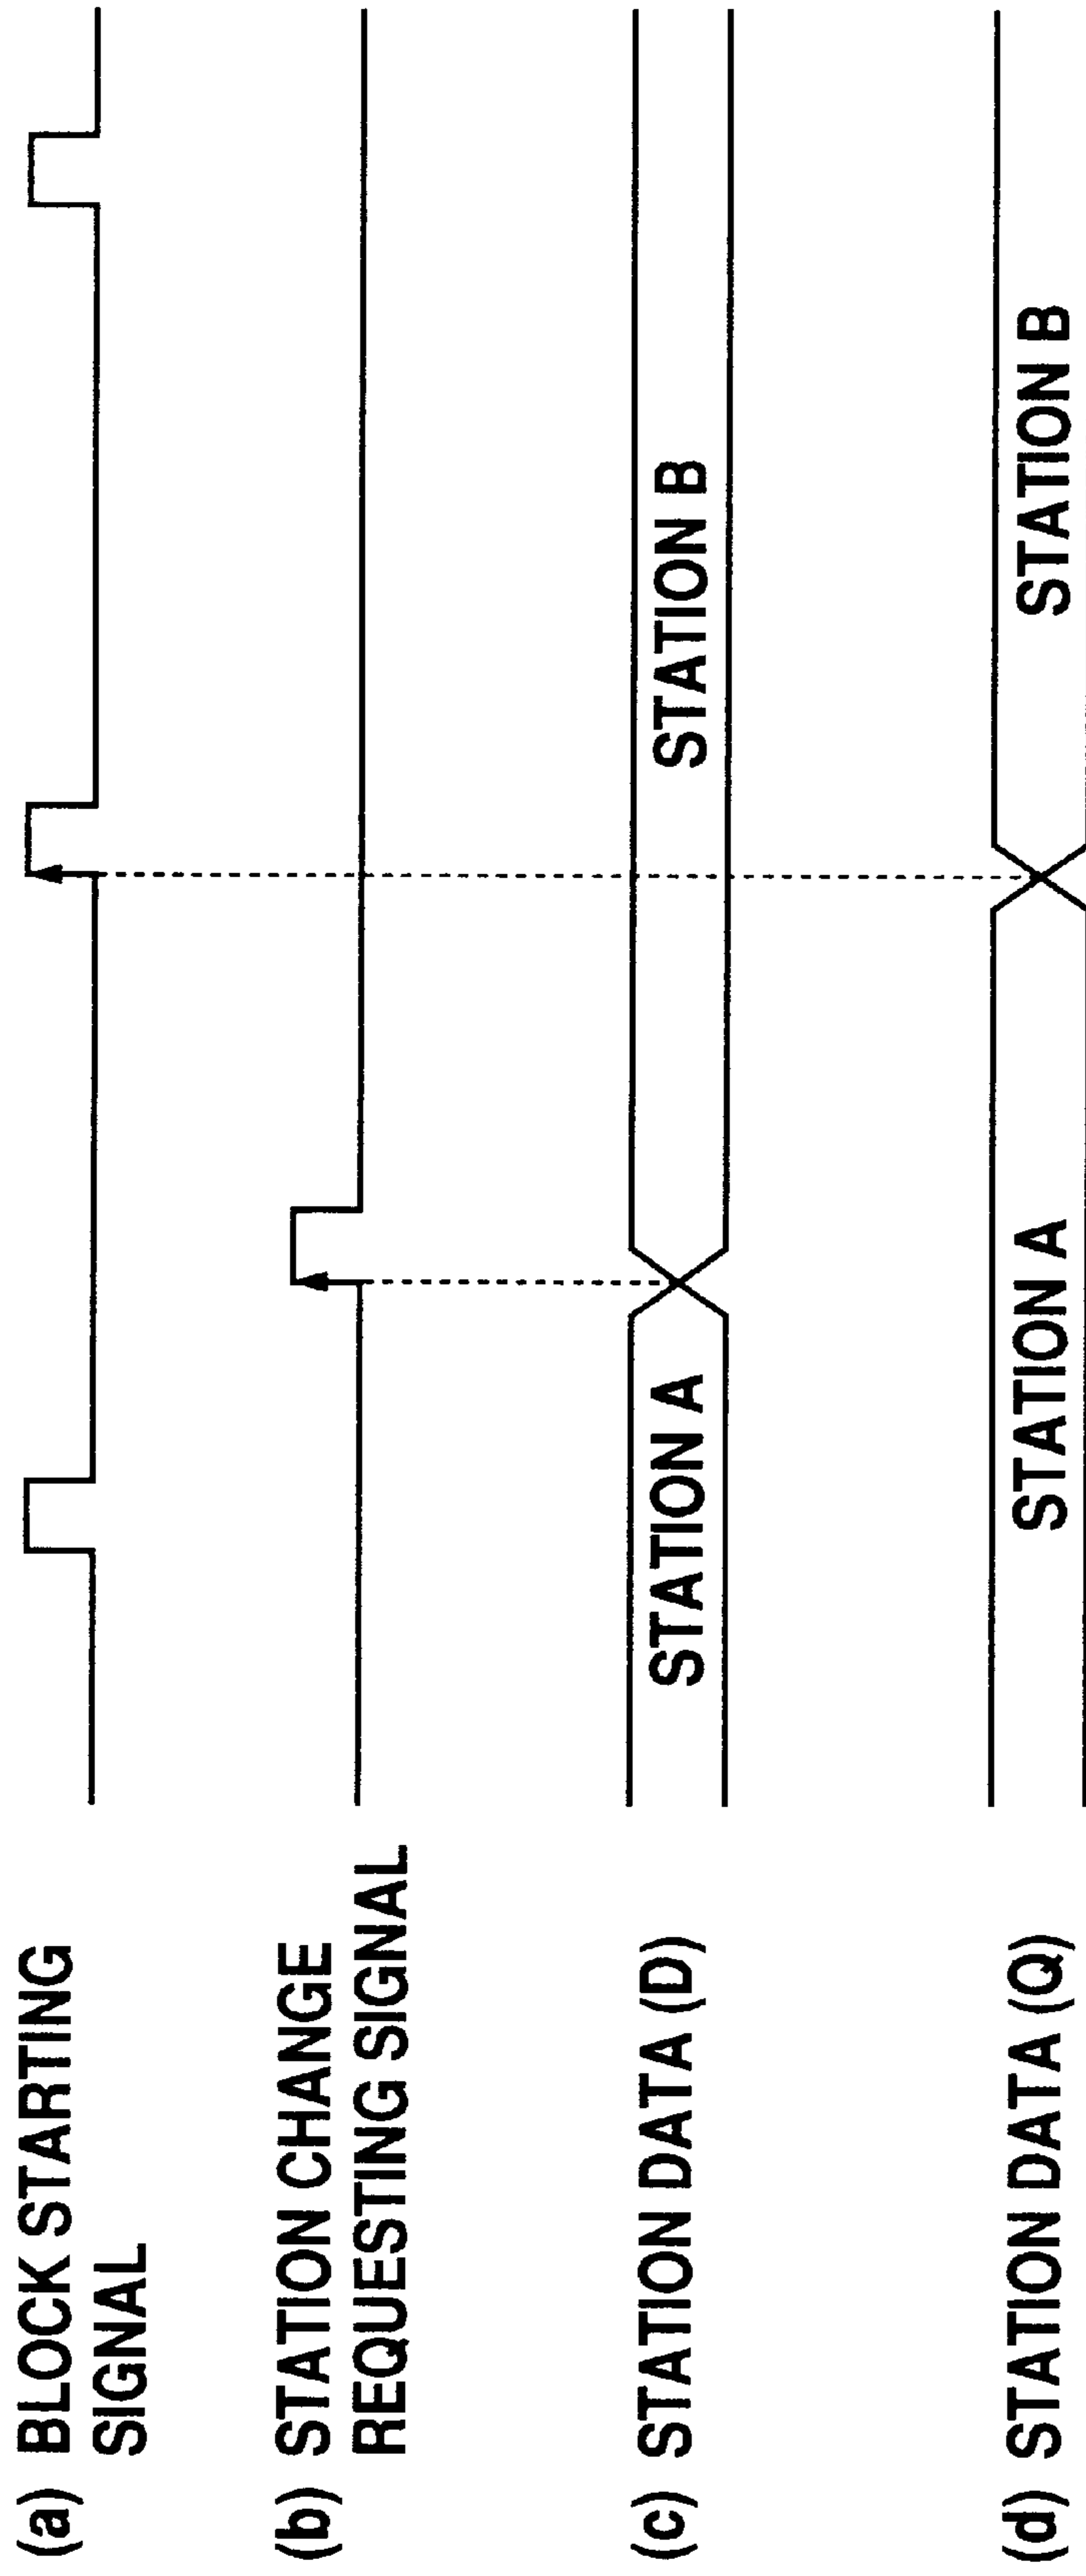 (a) BLOCK STARTING
SIGNAL
(b) STATION CHANGE
REQUESTING SIGNAL
(c) STATION DATA (D)
STATION A
STATION B
(d) STATION DATA (Q)
STATION A
STATION B